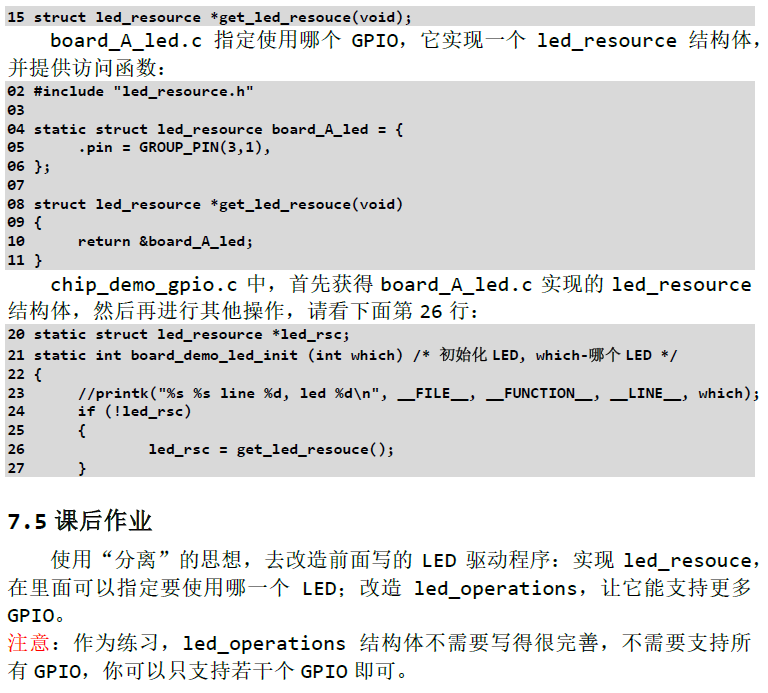 15 struct led_resource *get_led_resouce(void);
board_A_led.c 指定使用哪个 GPIO，它实现一个 led_resource 结构体，
并提供访问函数：
02 #include "led_resource.h"
03
04 static struct led_resource board_A_led = {
05 .pin = GROUP_PIN(3,1),
06 };
07
08 struct led_resource *get_led_resouce(void)
09 {
10 return &board_A_led;
11 }
chip_demo_gpio.c 中，首先获得 board_A_led.c 实现的 led_resource
结构体，然后再进行其他操作，请看下面第 26 行：
20 static struct led_resource *led_rsc;
21 static int board_demo_led_init (int which) /* 初始化 LED, which-哪个 LED */
22 {
23 //printk("%s %s line %d, led %d\n", __FILE__, __FUNCTION__, __LINE__, which);
24 if (!led_rsc)
25 {
26 led_rsc = get_led_resouce();
27 }
7.5 课后作业
使用“分离”的思想，去改造前面写的 LED 驱动程序：实现 led_resouce，
在里面可以指定要使用哪一个 LED；改造 led_operations，让它能支持更多
GPIO。
注意：作为练习，led_operations 结构体不需要写得很完善，不需要支持所
有 GPIO，你可以只支持若干个 GPIO 即可。